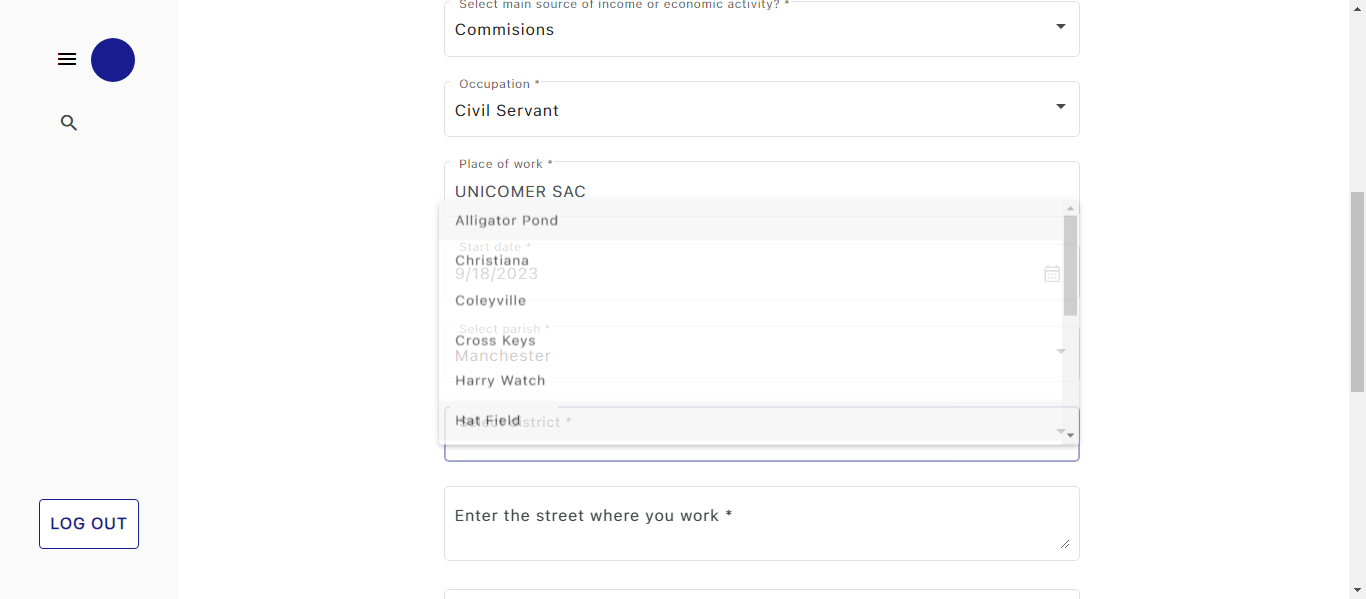 Select main source of income or economic activity? *
Commisions
Occupation *
Civil Servant
Place of work *
UNICOMER SAC
Alligator Pond
Start date *
Christiana
9/18/2023
Coleyville
Select parish *
Cross Keys
Manchester
Harry Watch
Hat Field
Select district *
Enter the street where you work *
LOG OUT